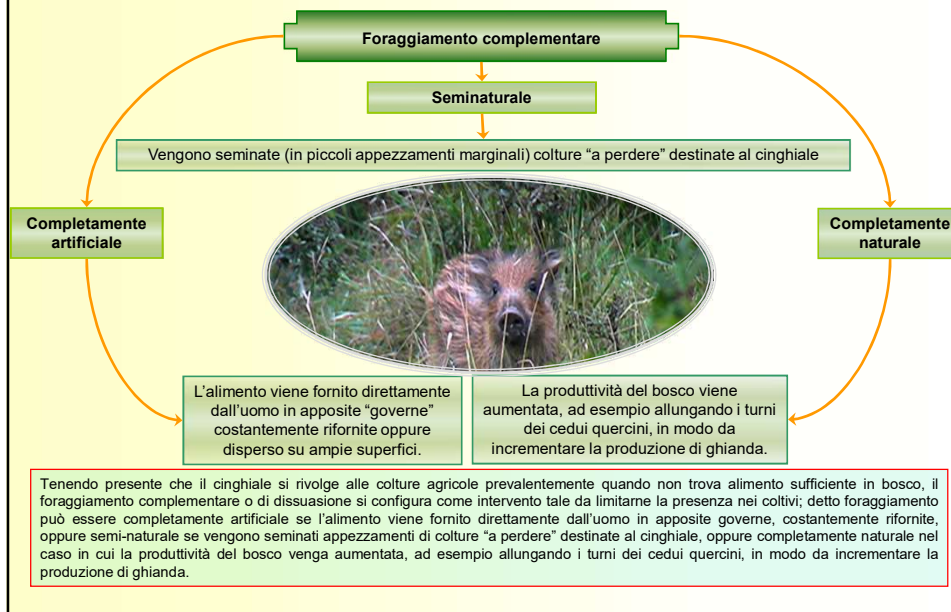 Foraggiamento complementare
Seminaturale
Vengono seminate (in piccoli appezzamenti marginali) colture “a perdere” destinate al cinghiale
Completamente
artificiale
Completamente
naturale
L’alimento viene fornito direttamente
dall’uomo in apposite “governe”
costantemente rifornite oppure
disperso su ampie superfici.
La produttività del bosco viene
aumentata, ad esempio allungando i turni
dei cedui quercini, in modo da
incrementare la produzione di ghianda.
Tenendo presente che il cinghiale si rivolge alle colture agricole prevalentemente quando non trova alimento sufficiente in bosco, il
foraggiamento complementare o di dissuasione si configura come intervento tale da limitarne la presenza nei coltivi; detto foraggiamento
può essere completamente artificiale se l’alimento viene fornito direttamente dall’uomo in apposite governe, costantemente rifornite,
oppure semi-naturale se vengono seminati appezzamenti di colture “a perdere” destinate al cinghiale, oppure completamente naturale nel
caso in cui la produttività del bosco venga aumentata, ad esempio allungando i turni dei cedui quercini, in modo da incrementare la
produzione di ghianda.